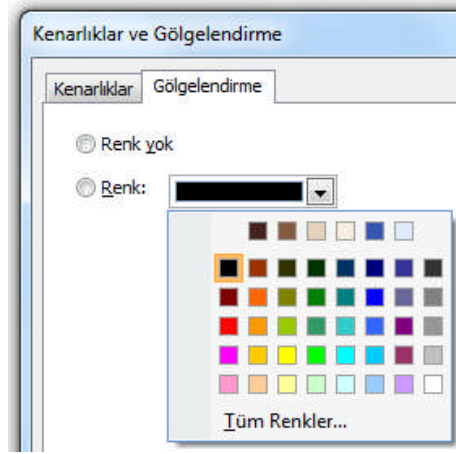 Kenarlıklar ve Gölgelendirme
Kenarlıklar Gölgelendirme
Renk yok
Renk:
Tüm Renkler...